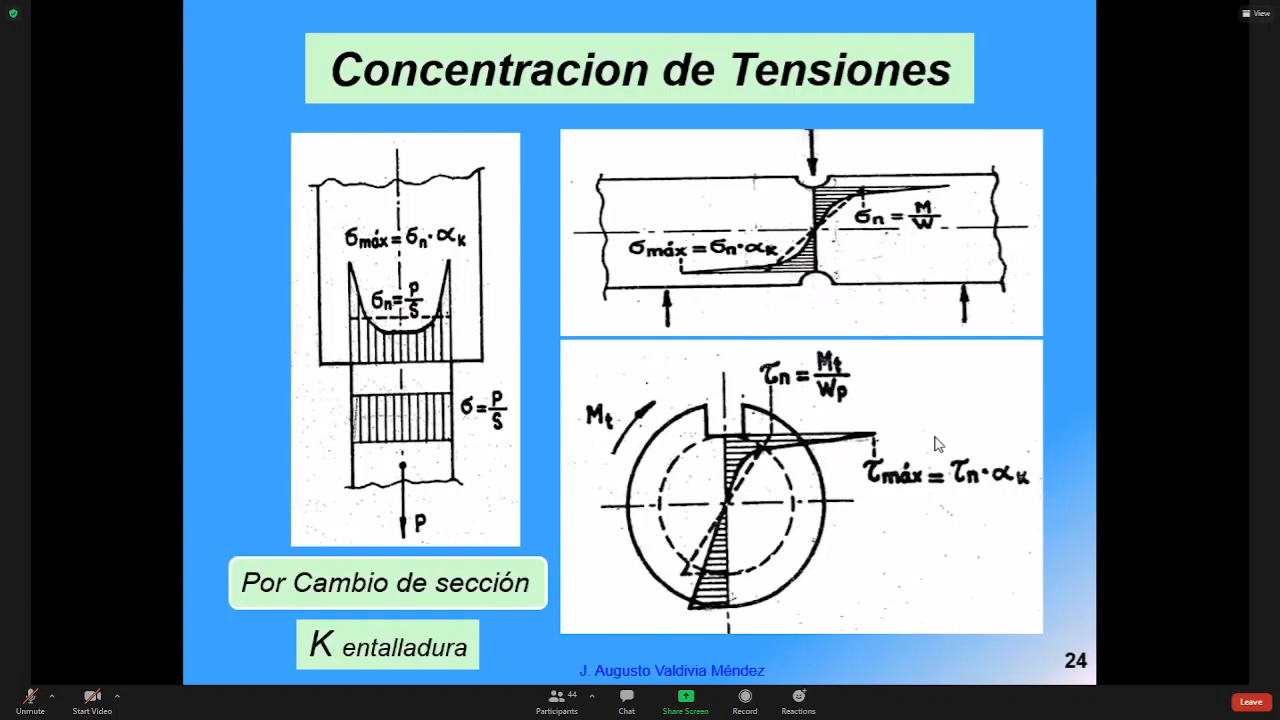 View
Concentracion de Tensiones
σmáx = σn · αK
σn = P/S
σ = P/S
P
σn = M/W
σmáx = σn · αK
τn = Mt/Wp
Mt
τmáx = τn · αK
Por Cambio de sección
K entalladura
J. Augusto Valdivia Méndez
24
Unmute
Start Video
44
Participants
Chat
Share Screen
Record
Reactions
Leave